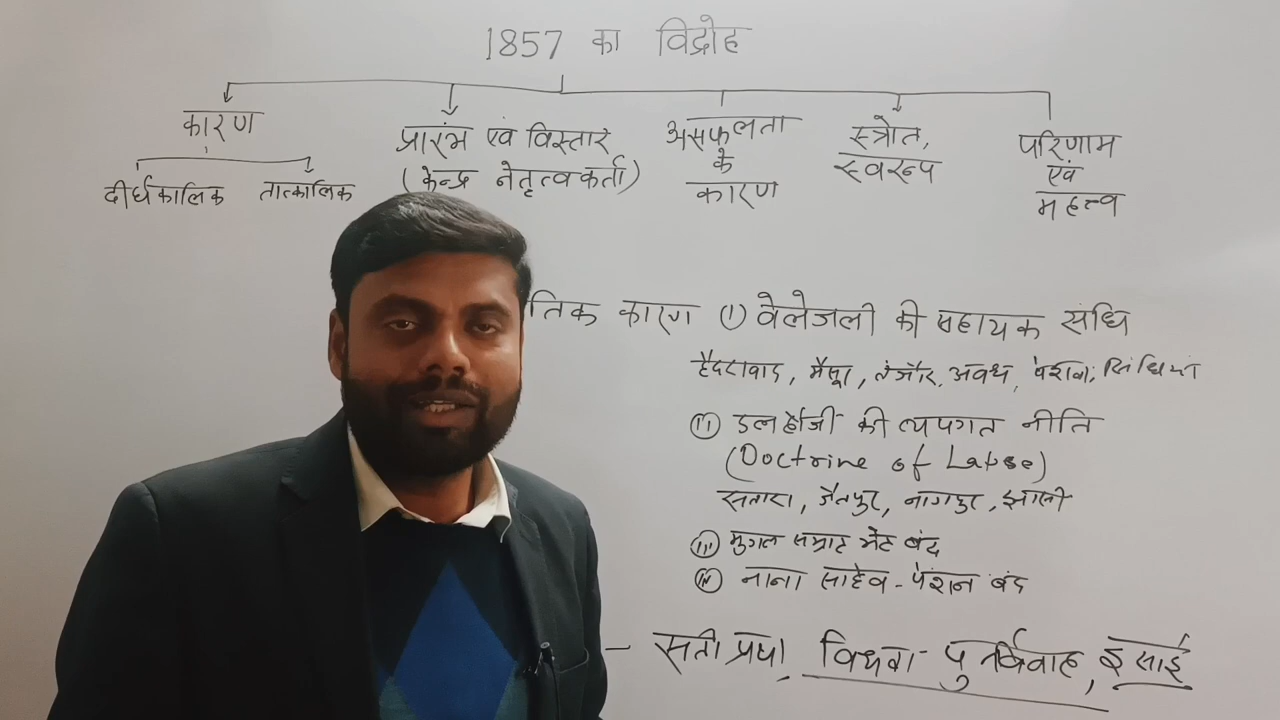 1857 का विद्रोह
कारण
दीर्घकालिक तात्कालिक
प्रारंभ एवं विस्तार
(केन्द्र नेतृत्वकर्ता)
असफलता
के
कारण
स्त्रोत,
स्वरूप
परिणाम
एवं
महत्त्व
तिक कारण (i) वेलेजली की सहायक संधि
हैदराबाद, मैसूर, तंजौर, अवध, पेशवा, सिंधिया
(ii) डलहौजी की व्यपगत नीति
(Doctrine of Lapse)
सतारा, जैतपुर, नागपुर, झांसी
(iii) मुगल सम्राट भेंट बंद
(iv) नाना साहेब - पेंशन बंद
– सती प्रथा, विधवा पुनर्विवाह, इसाई